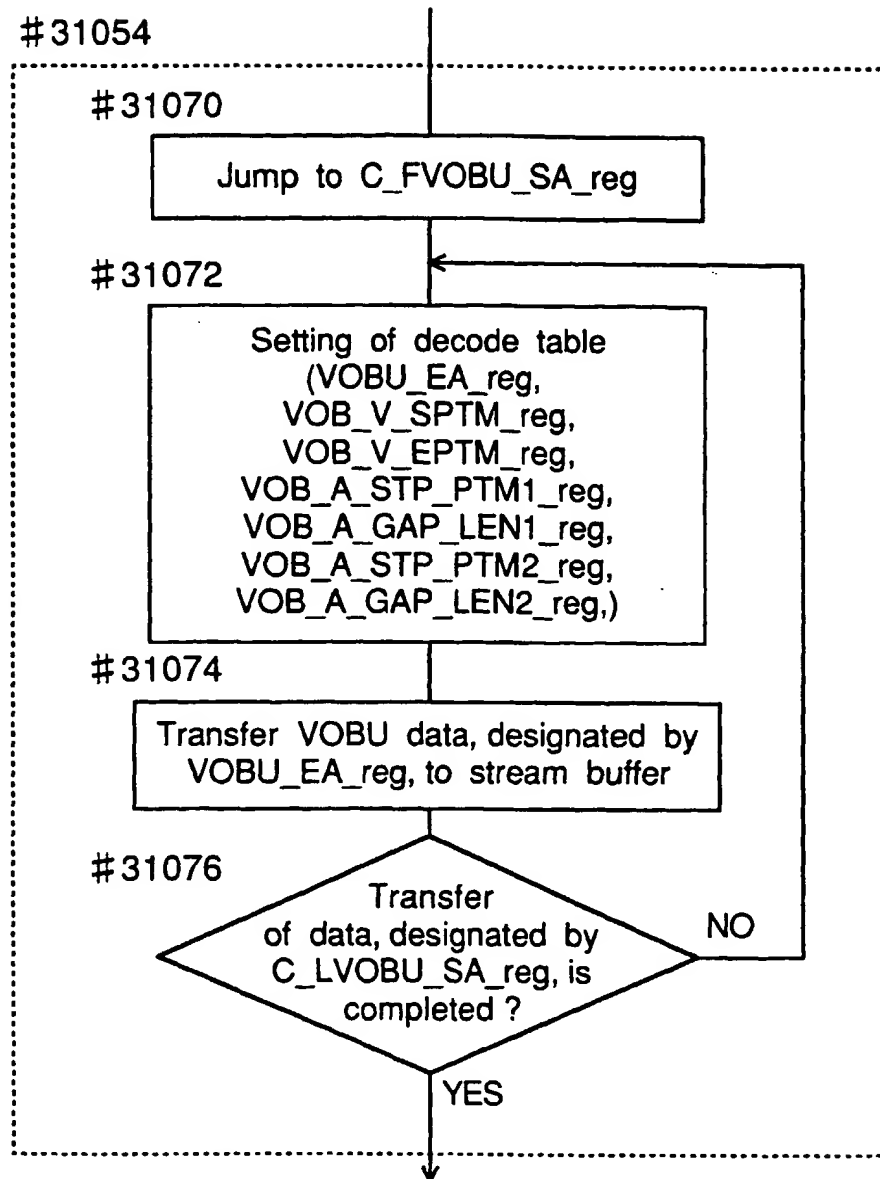 #31054
#31070
Jump to C_FVOBU_SA_reg
#31072
Setting of decode table
(VOBU_EA_reg,
VOB_V_SPTM_reg,
VOB_V_EPTM_reg,
VOB_A_STP_PTM1_reg,
VOB_A_GAP_LEN1_reg,
VOB_A_STP_PTM2_reg,
VOB_A_GAP_LEN2_reg,)
#31074
Transfer VOBU data, designated by
VOBU_EA_reg, to stream buffer
#31076
Transfer
of data, designated by
C_LVOBU_SA_reg, is
completed ?
NO
YES